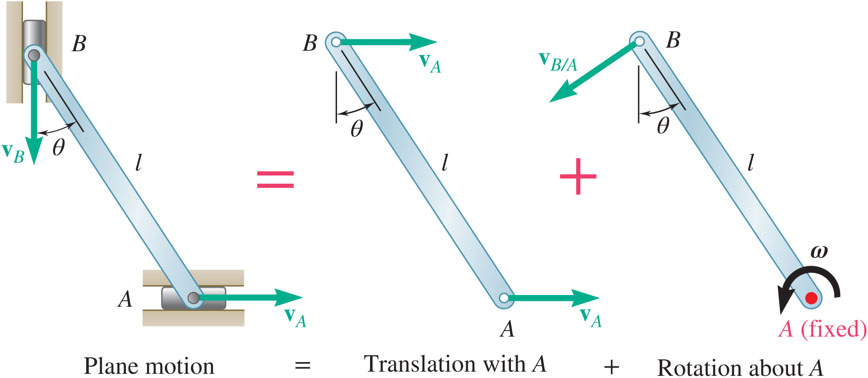 B
v_B
θ
l
A
v_A
=
B
v_A
θ
l
A
v_A
+
v_B/A
B
θ
l
ω
A (fixed)
Plane motion = Translation with A + Rotation about A